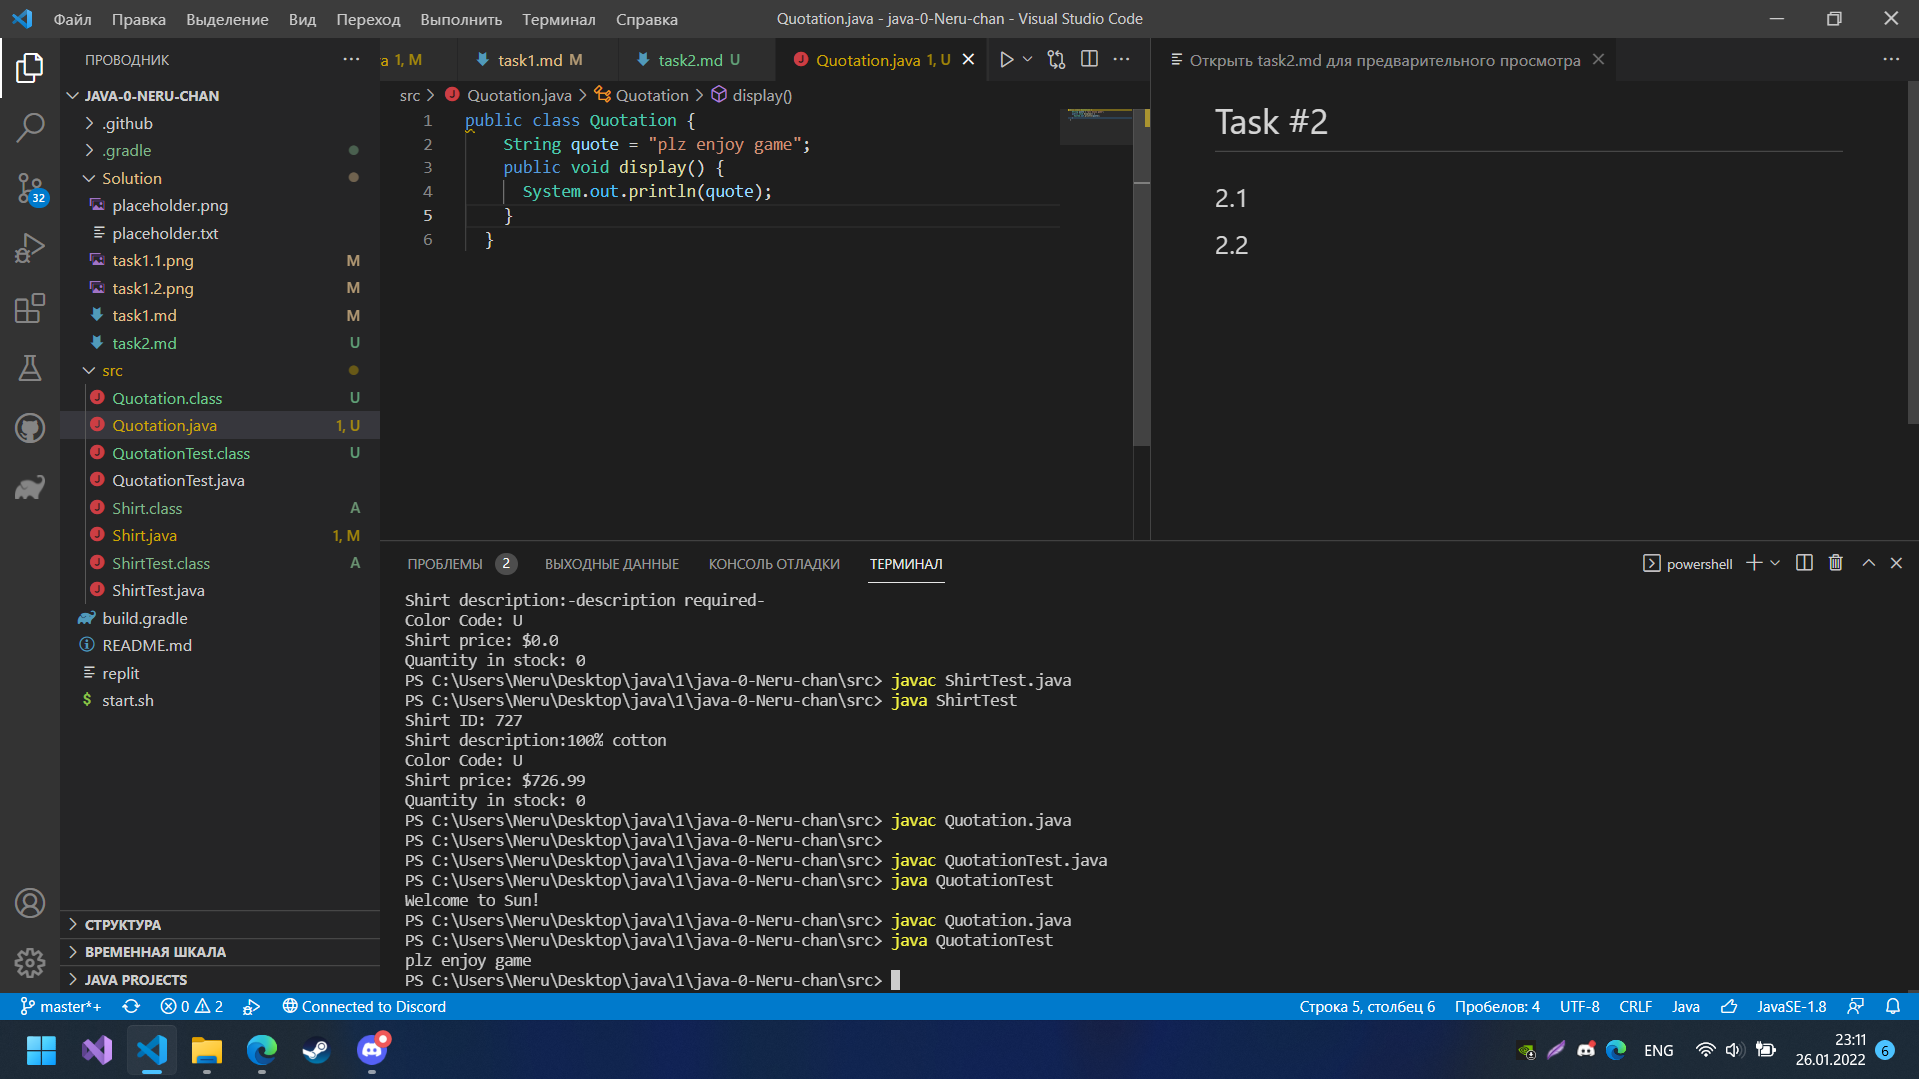 Файл Правка Выделение Вид Переход Выполнить Терминал Справка
Quotation.java - java-0-Neru-chan - Visual Studio Code
ПРОВОДНИК
JAVA-0-NERU-CHAN
.github
.gradle
Solution
placeholder.png
placeholder.txt
task1.1.png M
task1.2.png M
task1.md M
task2.md U
src
Quotation.class U
Quotation.java 1, U
QuotationTest.class U
QuotationTest.java
Shirt.class A
Shirt.java 1, M
ShirtTest.class A
ShirtTest.java
build.gradle
README.md
replit
start.sh
32
СТРУКТУРА
ВРЕМЕННАЯ ШКАЛА
JAVA PROJECTS
a 1, M
task1.md M
task2.md U
Quotation.java 1, U
src > Quotation.java > Quotation > display()
1 public class Quotation {
2 String quote = "plz enjoy game";
3 public void display() {
4 System.out.println(quote);
5 }
6 }
Открыть task2.md для предварительного просмотра
Task #2
2.1
2.2
ПРОБЛЕМЫ 2 ВЫХОДНЫЕ ДАННЫЕ КОНСОЛЬ ОТЛАДКИ ТЕРМИНАЛ
powershell
Shirt description:-description required-
Color Code: U
Shirt price: $0.0
Quantity in stock: 0
PS C:\Users\Neru\Desktop\java\1\java-0-Neru-chan\src> javac ShirtTest.java
PS C:\Users\Neru\Desktop\java\1\java-0-Neru-chan\src> java ShirtTest
Shirt ID: 727
Shirt description:100% cotton
Color Code: U
Shirt price: $726.99
Quantity in stock: 0
PS C:\Users\Neru\Desktop\java\1\java-0-Neru-chan\src> javac Quotation.java
PS C:\Users\Neru\Desktop\java\1\java-0-Neru-chan\src>
PS C:\Users\Neru\Desktop\java\1\java-0-Neru-chan\src> javac QuotationTest.java
PS C:\Users\Neru\Desktop\java\1\java-0-Neru-chan\src> java QuotationTest
Welcome to Sun!
PS C:\Users\Neru\Desktop\java\1\java-0-Neru-chan\src> javac Quotation.java
PS C:\Users\Neru\Desktop\java\1\java-0-Neru-chan\src> java QuotationTest
plz enjoy game
PS C:\Users\Neru\Desktop\java\1\java-0-Neru-chan\src>
master*+ 0 2 Connected to Discord
Строка 5, столбец 6 Пробелов: 4 UTF-8 CRLF Java JavaSE-1.8
ENG
23:11
26.01.2022
6